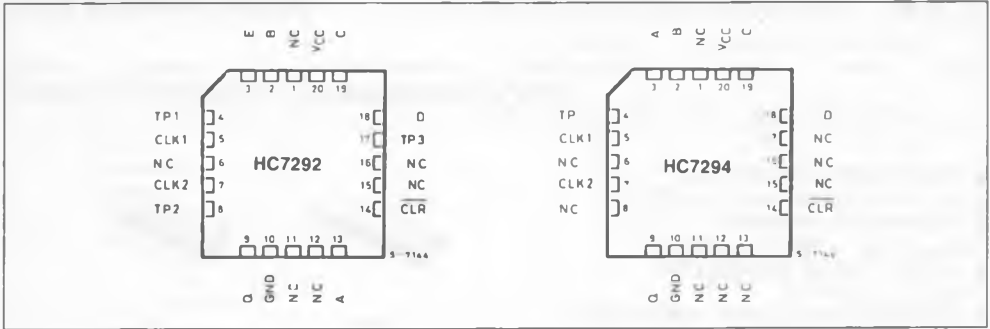 E B NC VCC C
3 2 1 20 19
TP1 4 18 D
CLK1 5 17 TP3
NC 6 16 NC
HC7292
CLK2 7 15 NC
TP2 8 14 CLR
9 10 11 12 13
S-7144
Q GND NC NC A
A B NC VCC C
3 2 1 20 19
TP 4 18 D
CLK1 5 NC
NC 6 NC
HC7294
CLK2 7 15 NC
NC 8 14 CLR
9 10 11 12 13
Q GND NC NC NC